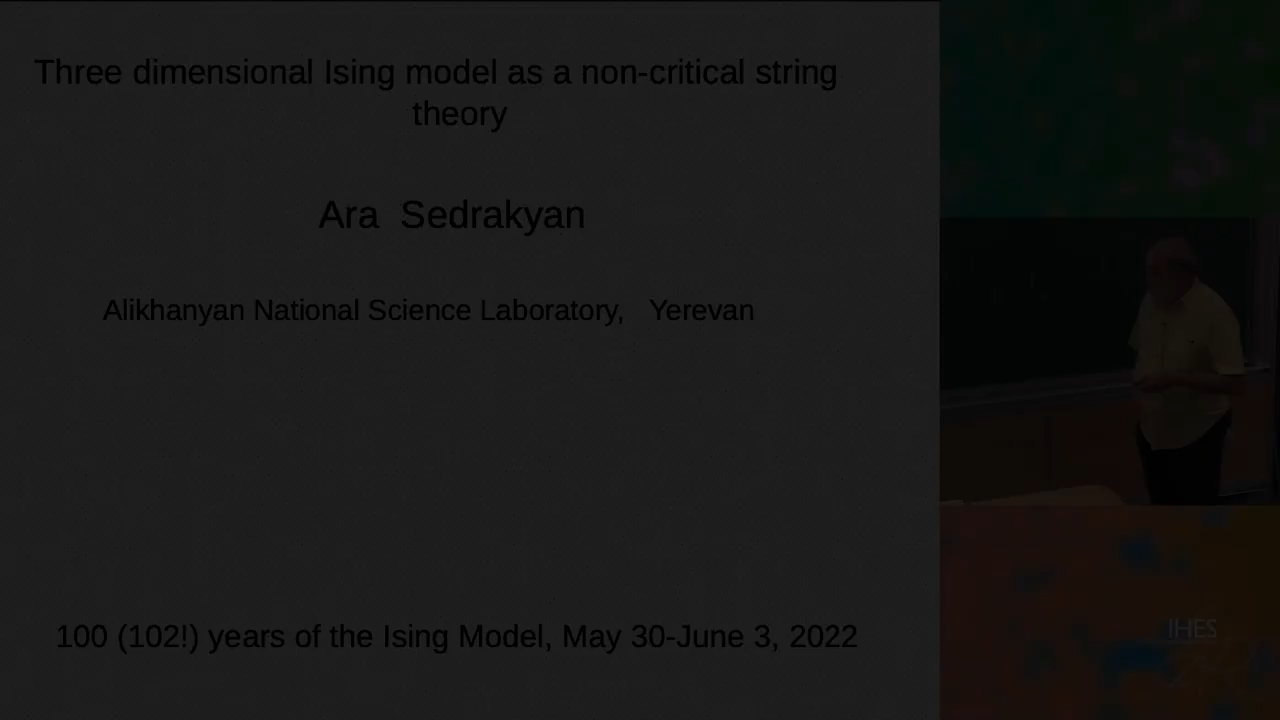 Three dimensional Ising model as a non-critical string
theory
Ara Sedrakyan
Alikhanyan National Science Laboratory, Yerevan
100 (102!) years of the Ising Model, May 30-June 3, 2022
IHES